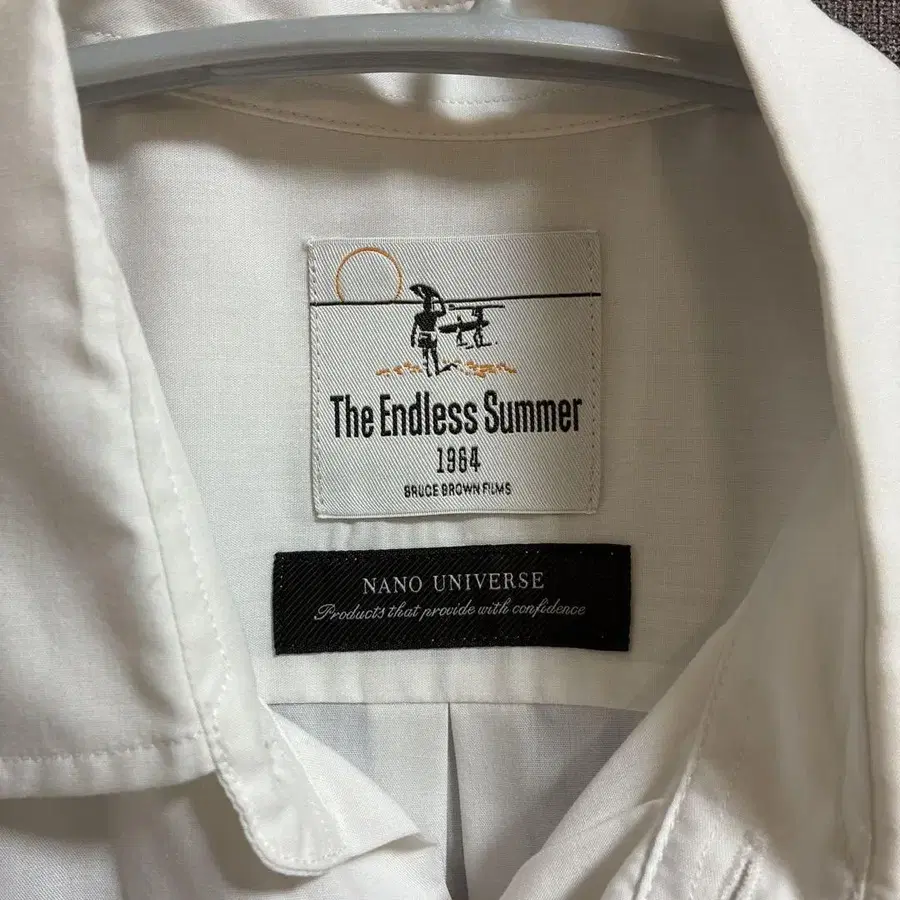 The Endless Summer
1964
BRUCE BROWN FILMS
NANO UNIVERSE
Products that provide with confidence